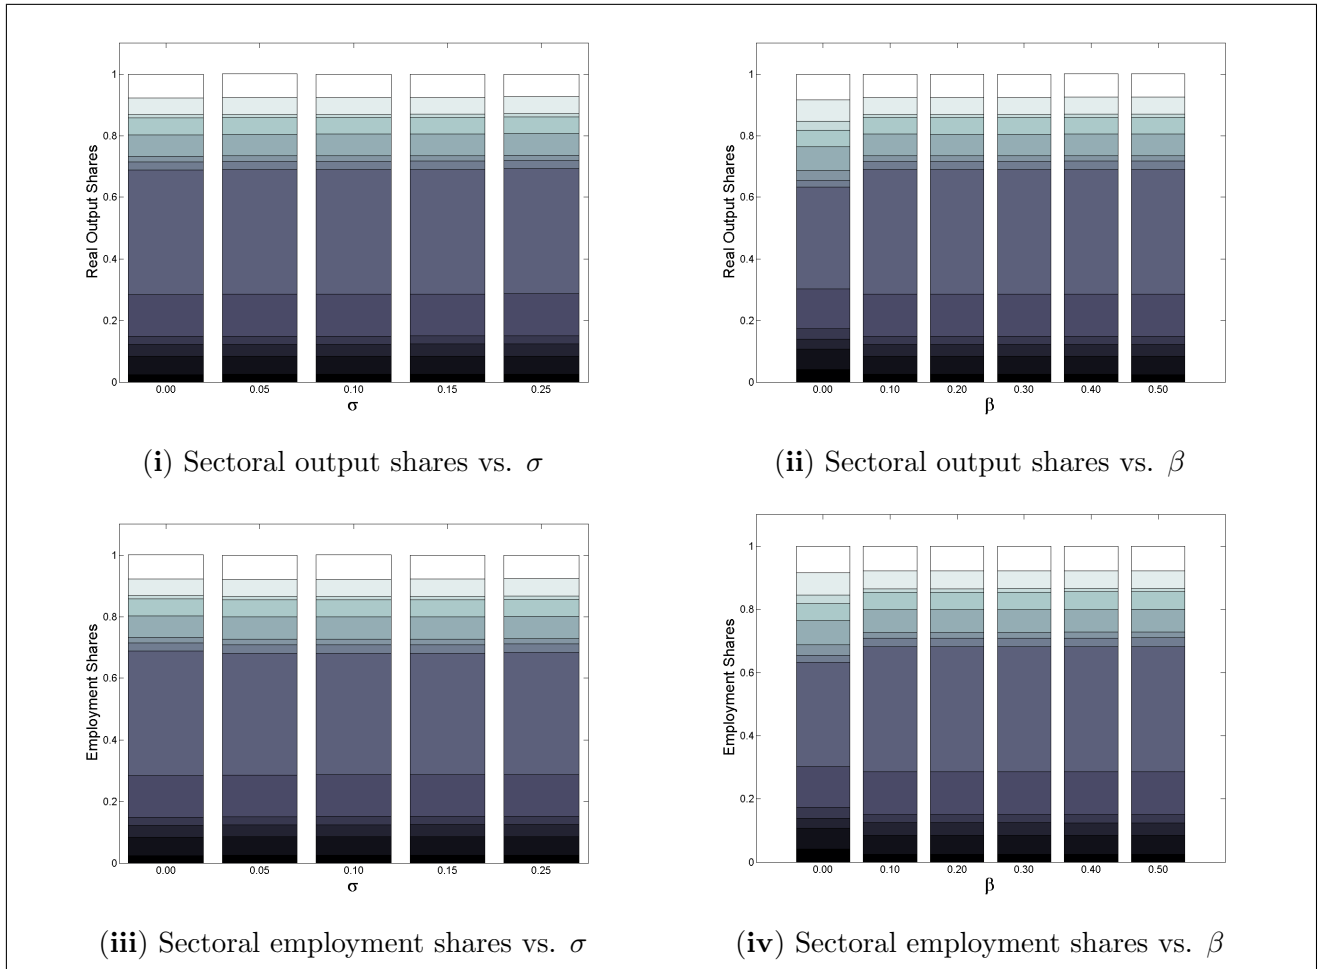 1
0.8
0.6
0.4
0.2
0
Real Output Shares
0.00 0.05 0.10 0.15 0.25
σ
(i) Sectoral output shares vs. σ
1
0.8
0.6
0.4
0.2
0
Real Output Shares
0.00 0.10 0.20 0.30 0.40 0.50
β
(ii) Sectoral output shares vs. β
1
0.8
0.6
0.4
0.2
0
Employment Shares
0.00 0.05 0.10 0.15 0.25
σ
(iii) Sectoral employment shares vs. σ
1
0.8
0.6
0.4
0.2
0
Employment Shares
0.00 0.10 0.20 0.30 0.40 0.50
β
(iv) Sectoral employment shares vs. β